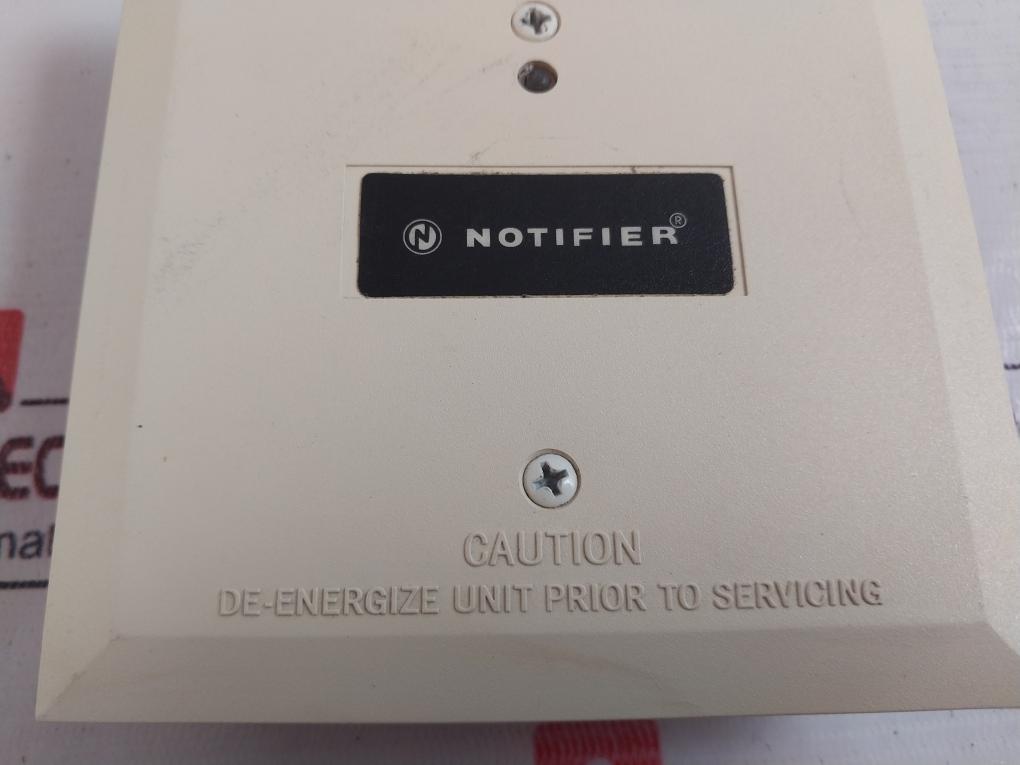 N NOTIFIER®
CAUTION
DE-ENERGIZE UNIT PRIOR TO SERVICING